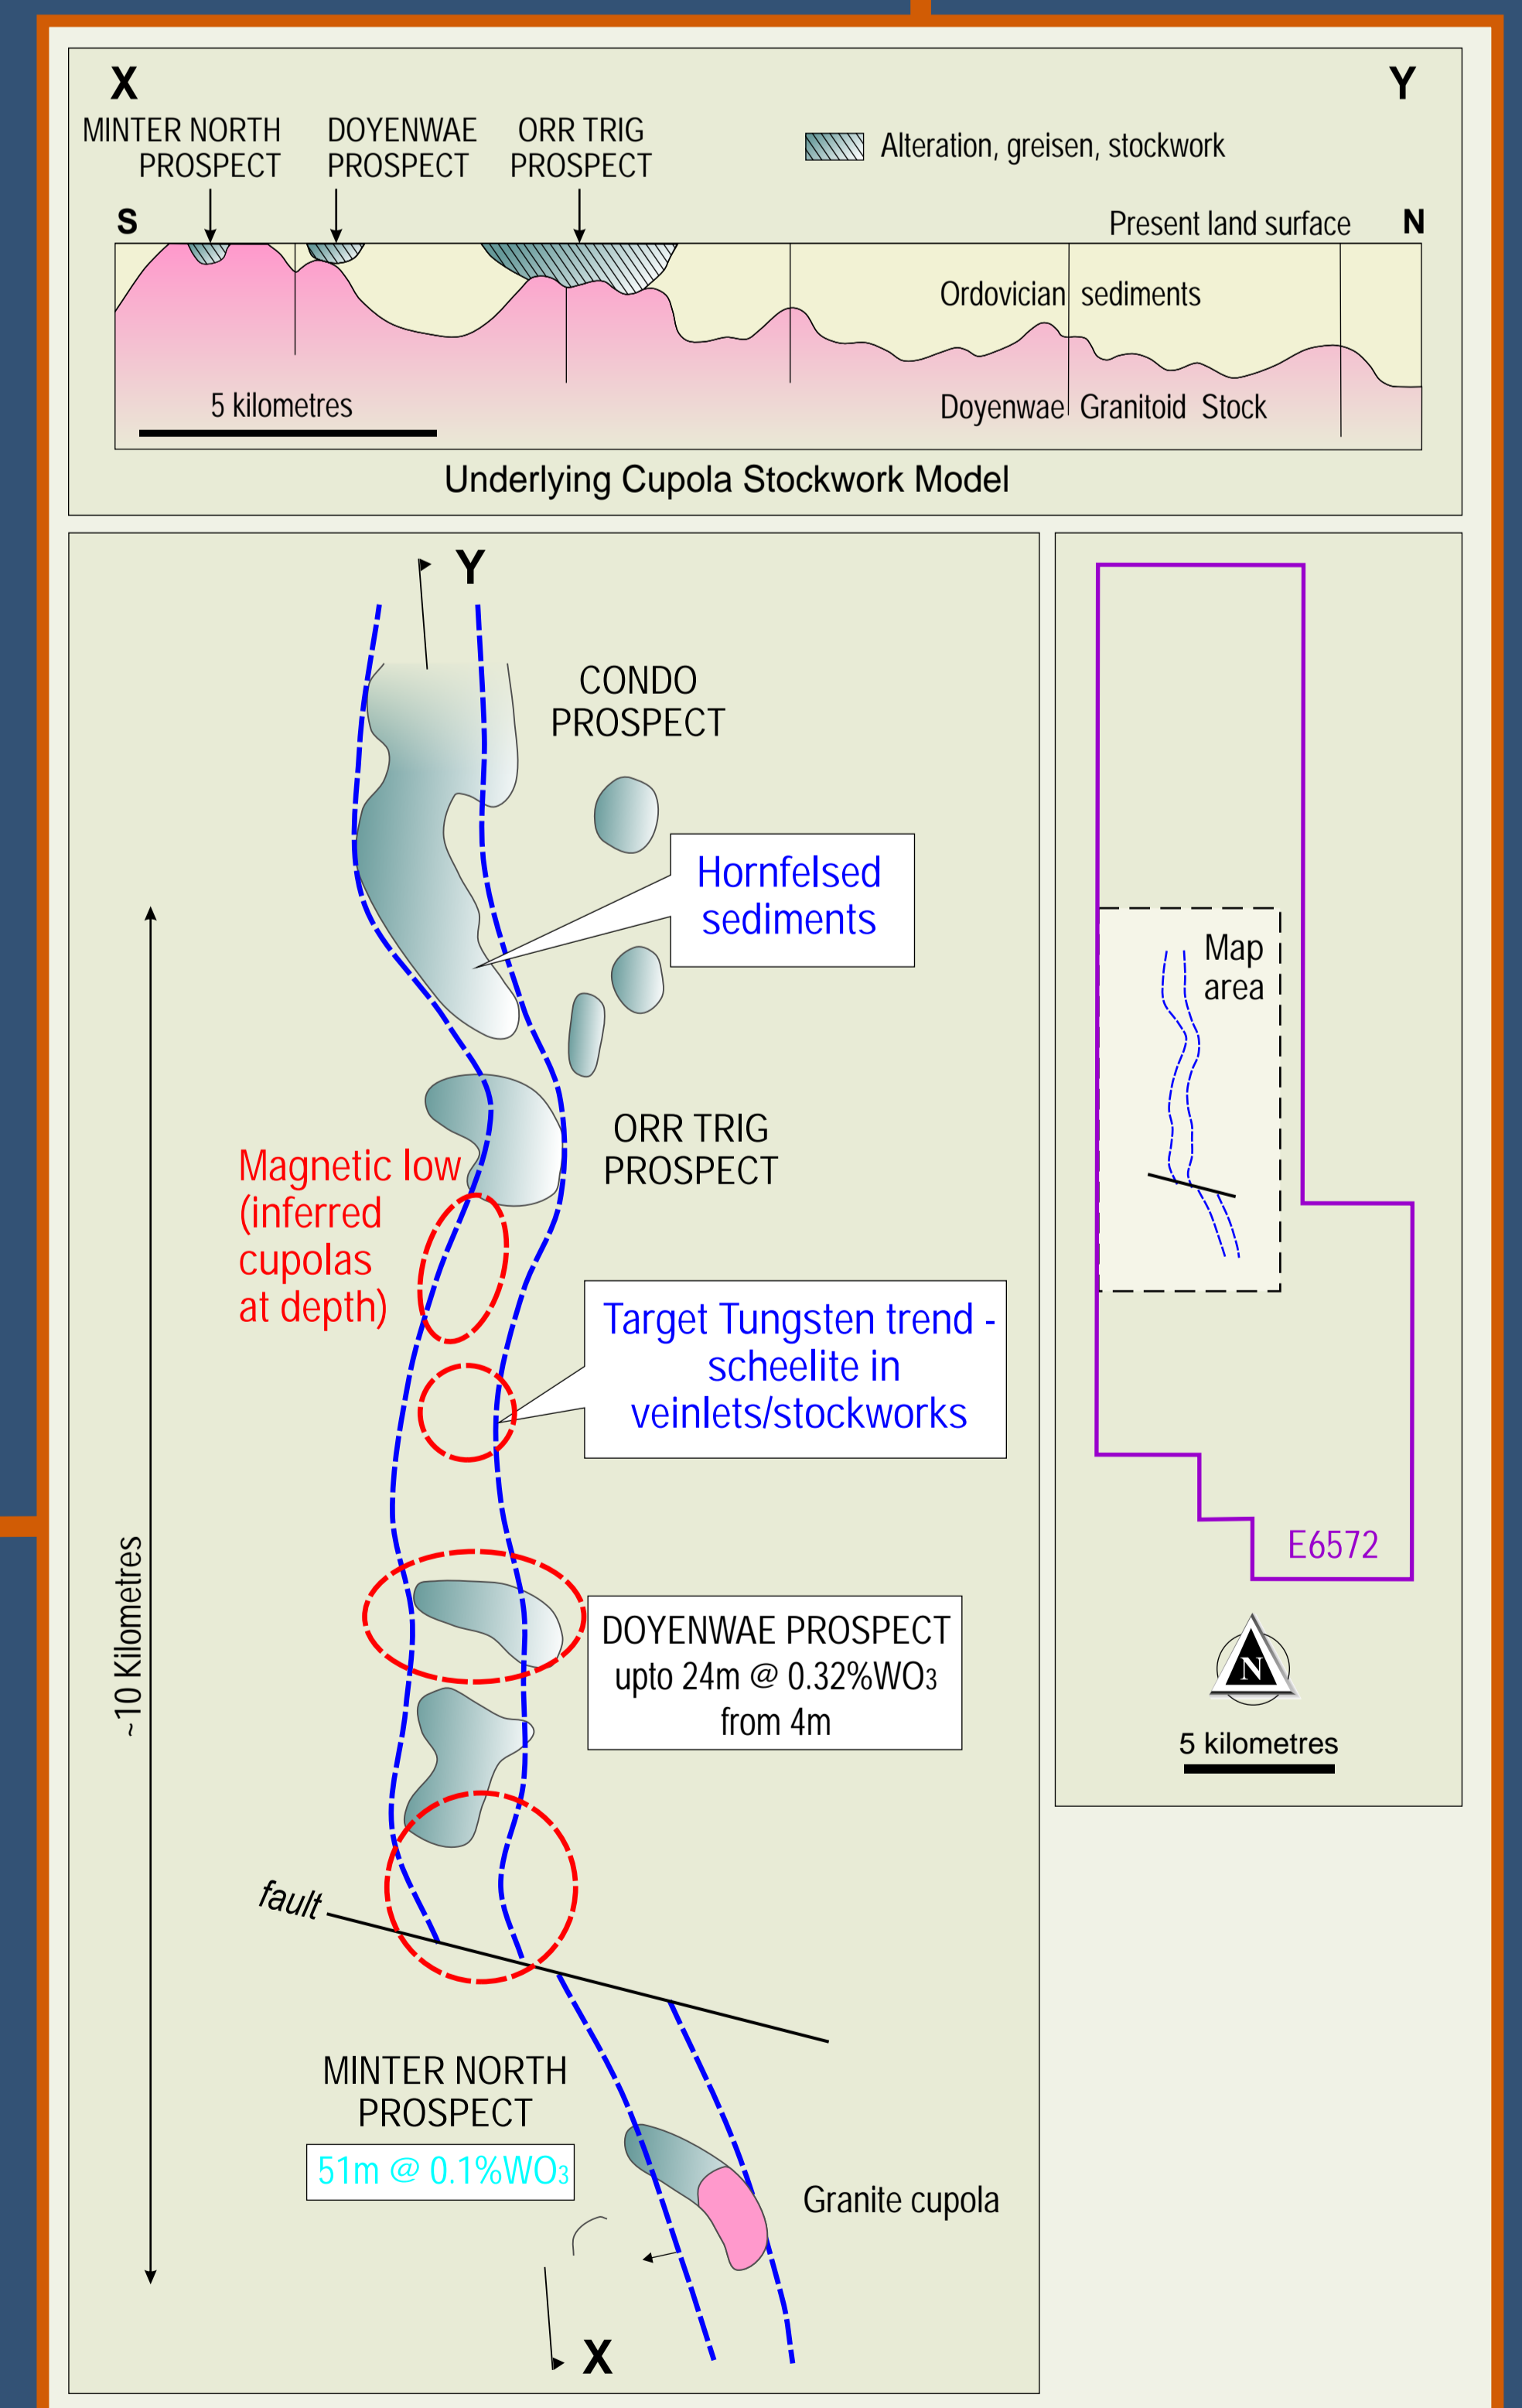 X
Y
MINTER NORTH
PROSPECT
DOYENWAE
PROSPECT
ORR TRIG
PROSPECT
Alteration, greisen, stockwork
S
Present land surface
N
Ordovician sediments
5 kilometres
Doyenwae Granitoid Stock
Underlying Cupola Stockwork Model
Y
CONDO
PROSPECT
Hornfelsed
sediments
ORR TRIG
PROSPECT
Magnetic low
(inferred
cupolas
at depth)
Target Tungsten trend -
scheelite in
veinlets/stockworks
~10 Kilometres
DOYENWAE PROSPECT
upto 24m @ 0.32%WO3
from 4m
fault
MINTER NORTH
PROSPECT
51m @ 0.1%WO3
Granite cupola
X
Map
area
E6572
N
5 kilometres